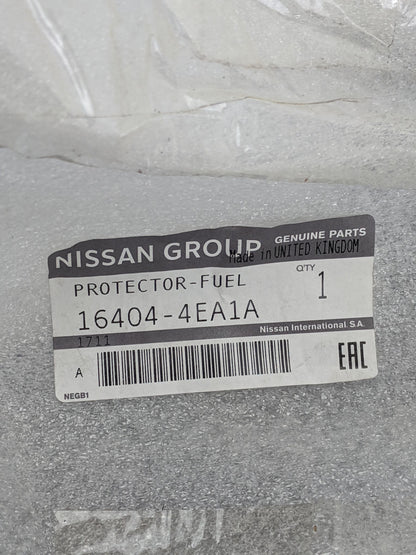 NISSAN GROUP
GENUINE PARTS
Made in UNITED KINGDOM
PROTECTOR-FUEL
Q'TY
1
16404-4EA1A
1711
Nissan International S.A.
A
EAC
NEGB1